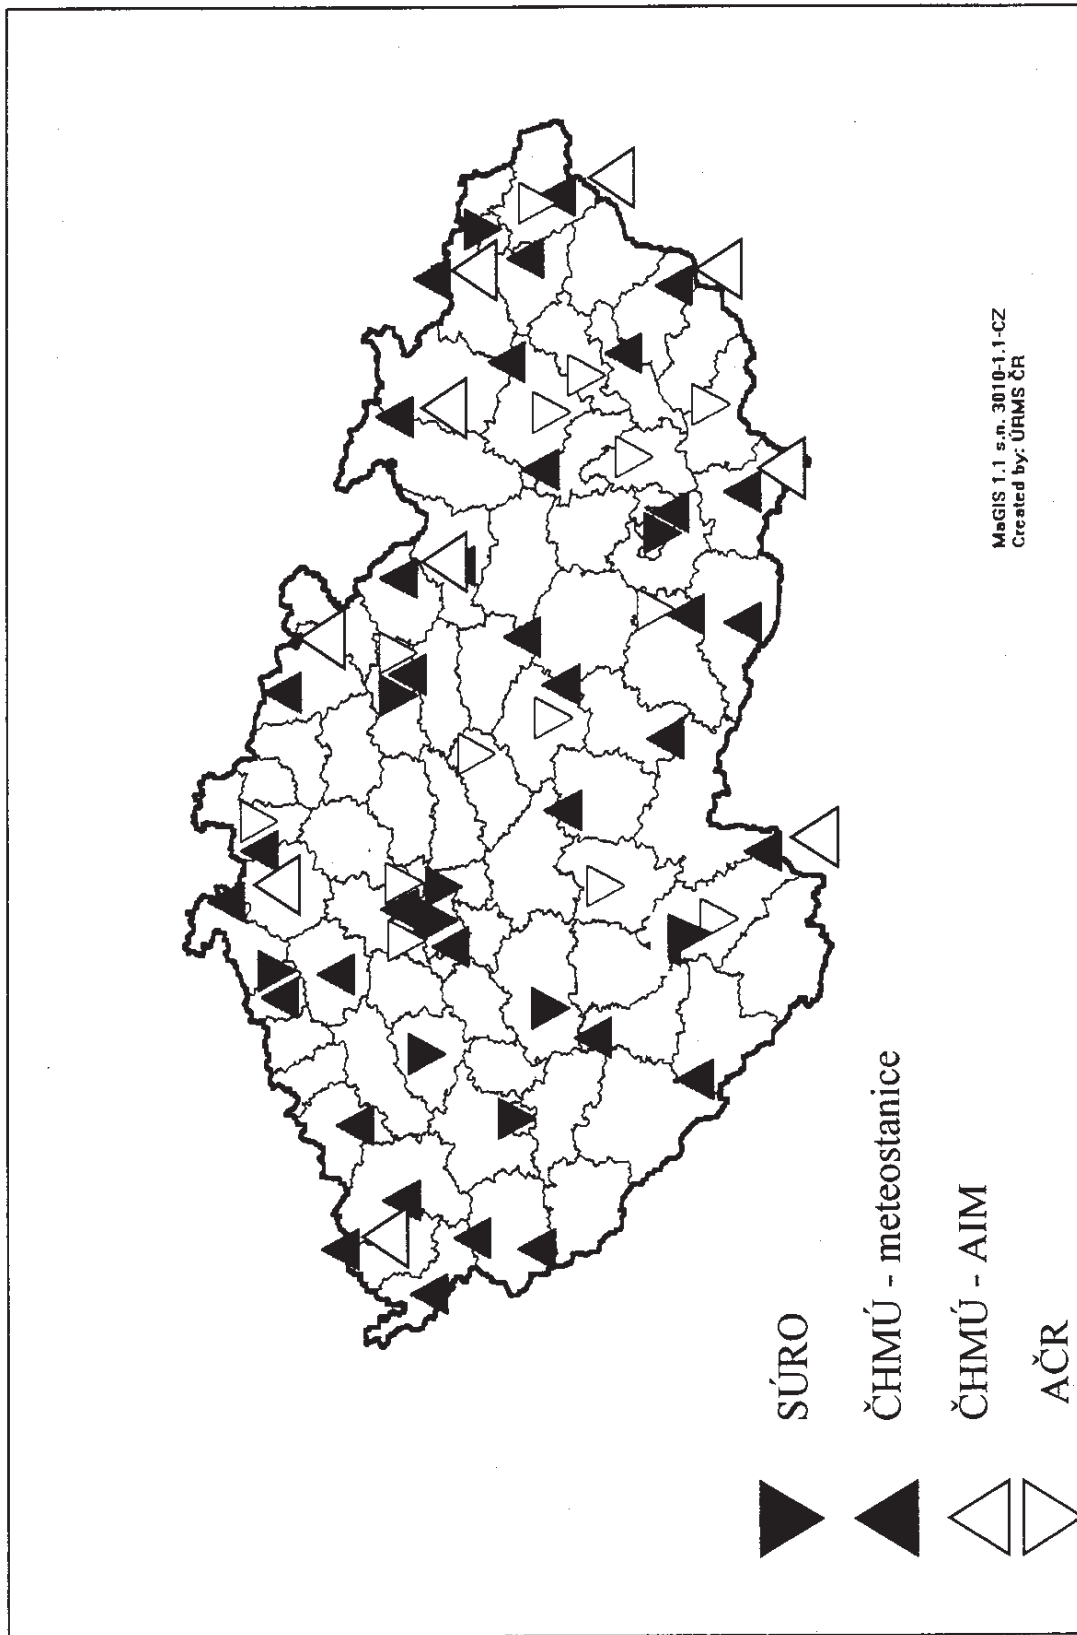 MaGIS 1.1 s.n. 3010-1.1-CZ
Created by: ÚRMS ČR
SÚRO
ČHMÚ - meteostanice
ČHMÚ - AIM
AČR